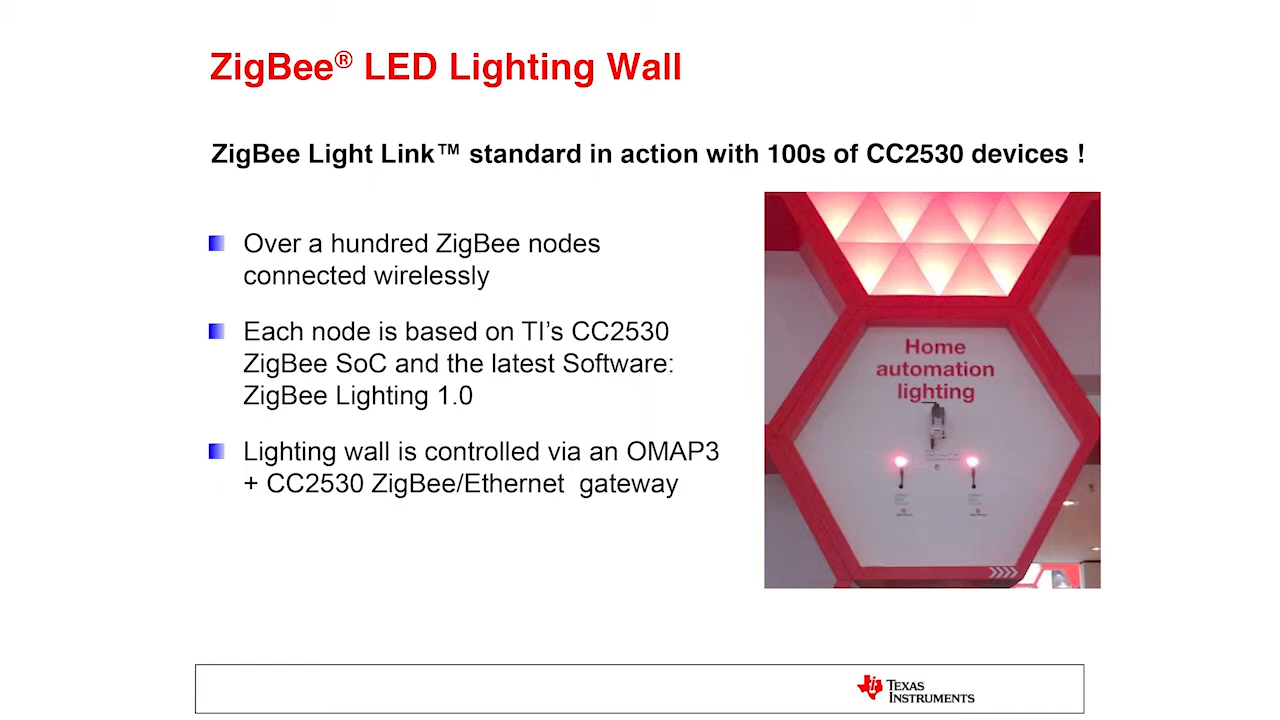 ZigBee® LED Lighting Wall
ZigBee Light Link™ standard in action with 100s of CC2530 devices !
Over a hundred ZigBee nodes
connected wirelessly
Each node is based on TI’s CC2530
ZigBee SoC and the latest Software:
ZigBee Lighting 1.0
Lighting wall is controlled via an OMAP3
+ CC2530 ZigBee/Ethernet gateway
Home
automation
lighting
TEXAS
INSTRUMENTS